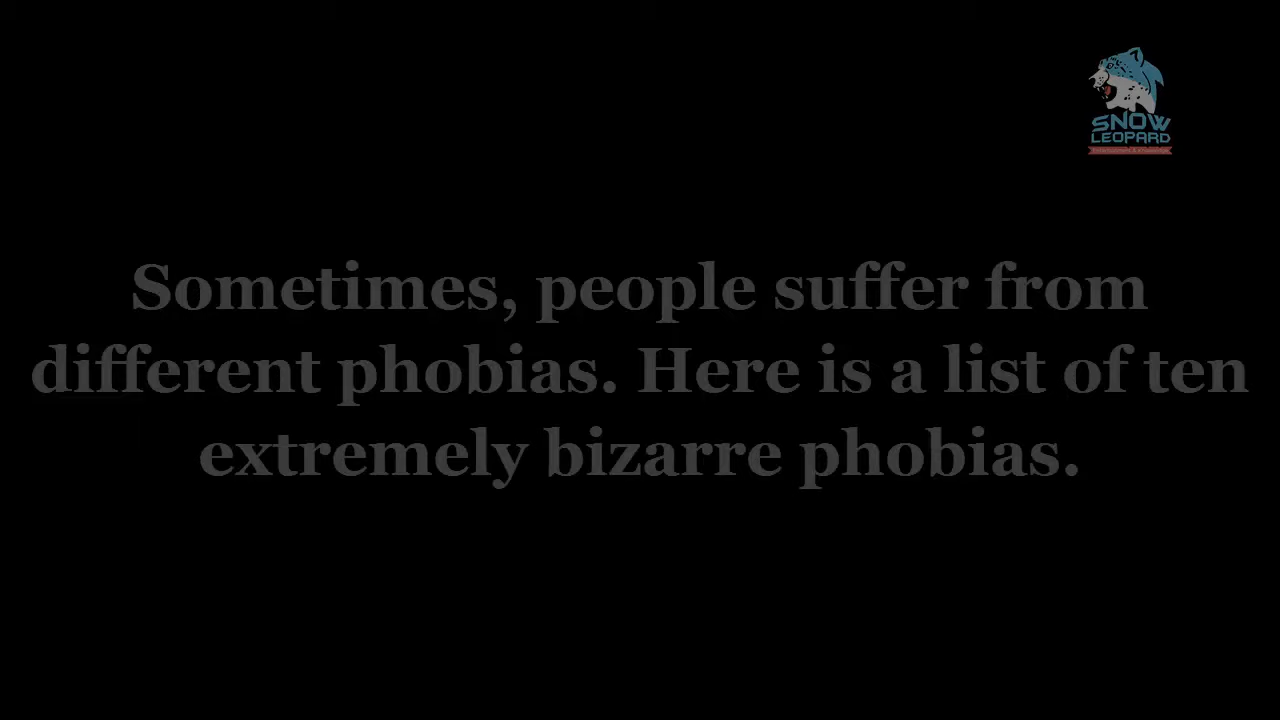 SNOW
LEOPARD
Sometimes, people suffer from
different phobias. Here is a list of ten
extremely bizarre phobias.